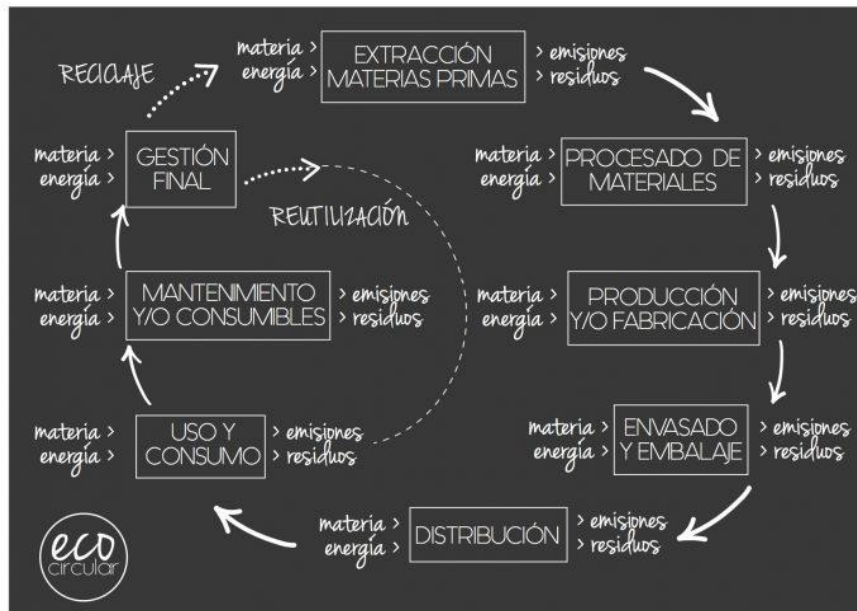 RECICLAJE
materia >
energía >
EXTRACCIÓN
MATERIAS PRIMAS
> emisiones
> residuos
materia >
energía >
PROCESADO DE
MATERIALES
> emisiones
> residuos
materia >
energía >
PRODUCCIÓN
Y/O FABRICACIÓN
> emisiones
> residuos
materia >
energía >
ENVASADO
Y EMBALAJE
> emisiones
> residuos
materia >
energía >
DISTRIBUCIÓN
> emisiones
> residuos
materia >
energía >
USO Y
CONSUMO
> emisiones
> residuos
materia >
energía >
MANTENIMIENTO
Y/O CONSUMIBLES
> emisiones
> residuos
materia >
energía >
GESTIÓN
FINAL
REUTILIZACIÓN
eco
circular